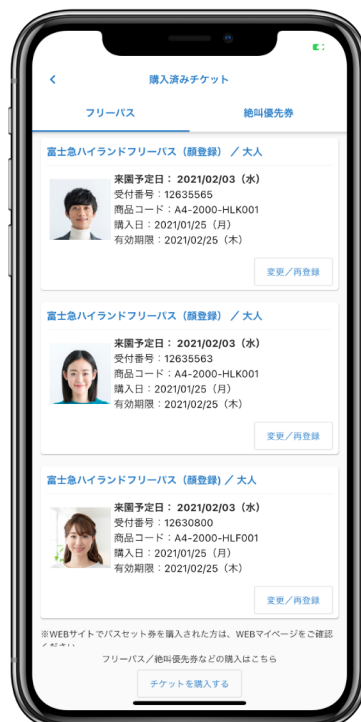 購入済みチケット
フリーパス
絶叫優先券
富士急ハイランドフリーパス（顔登録）／大人
来園予定日：2021/02/03（水）
受付番号：12635565
商品コード：A4-2000-HLK001
購入日：2021/01/25（月）
有効期限：2021/02/25（木）
変更／再登録
富士急ハイランドフリーパス（顔登録）／大人
来園予定日：2021/02/03（水）
受付番号：12635563
商品コード：A4-2000-HLK001
購入日：2021/01/25（月）
有効期限：2021/02/25（木）
変更／再登録
富士急ハイランドフリーパス（顔登録)／大人
来園予定日：2021/02/03（水）
受付番号：12630800
商品コード：A4-2000-HLF001
購入日：2021/01/25（月）
有効期限：2021/02/25（木）
変更／再登録
※WEBサイトでパスセット券を購入された方は、WEBマイページをご確認
フリーパス／絶叫優先券などの購入はこちら
チケットを購入する